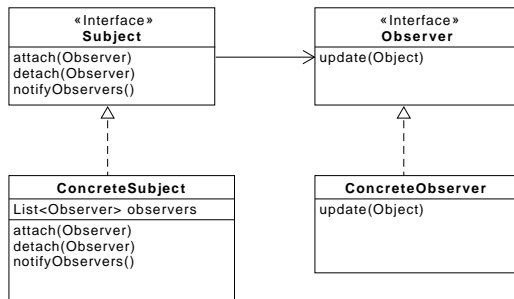 «Interface»
Subject
attach(Observer)
detach(Observer)
notifyObservers()
«Interface»
Observer
update(Object)
ConcreteSubject
List<Observer> observers
attach(Observer)
detach(Observer)
notifyObservers()
ConcreteObserver
update(Object)